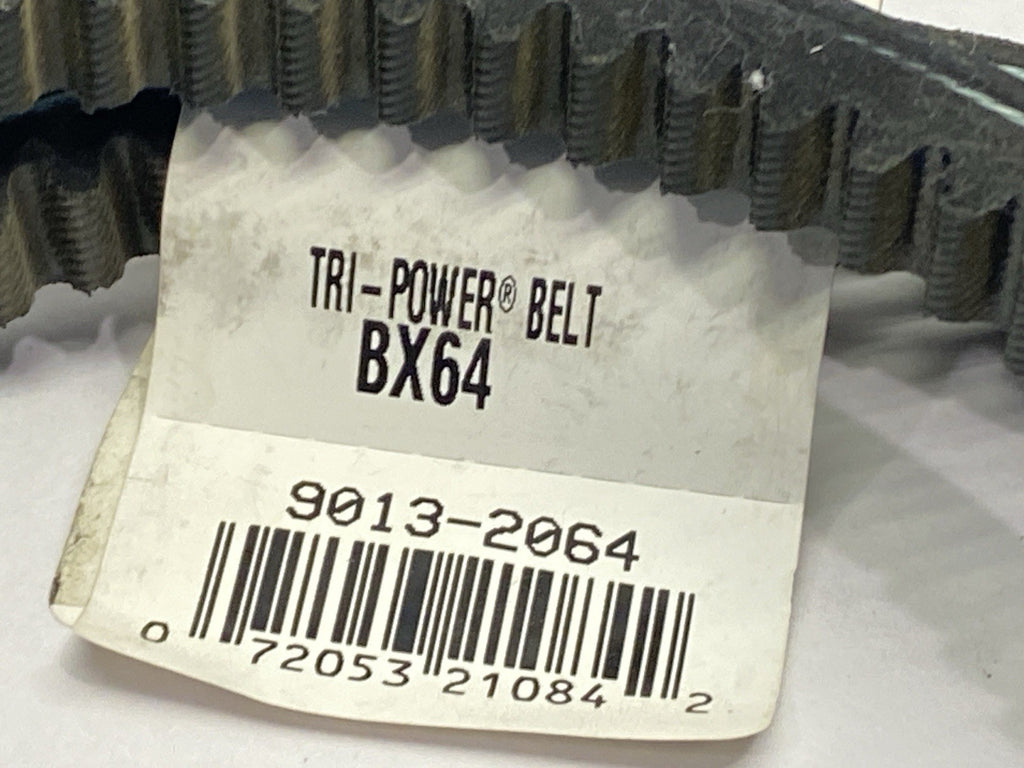 TRI-POWER® BELT
BX64
9013-2064
0 72053 21084 2